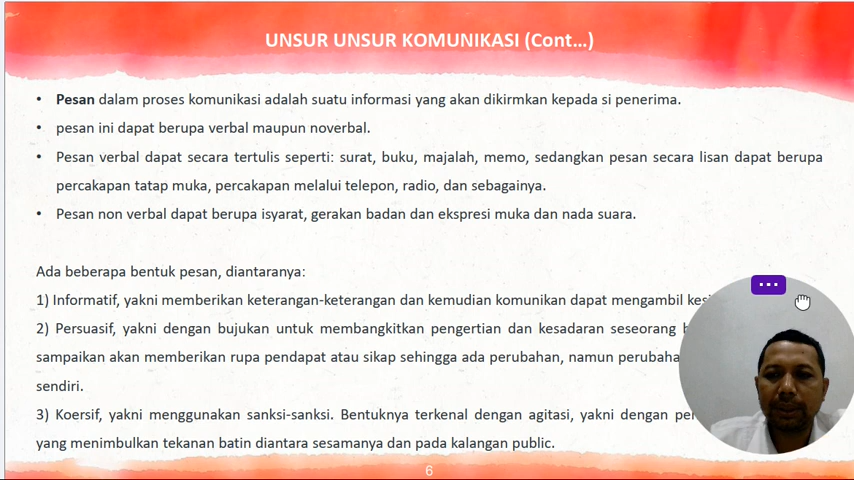 UNSUR UNSUR KOMUNIKASI (Cont...)
• Pesan dalam proses komunikasi adalah suatu informasi yang akan dikirmkan kepada si penerima.
• pesan ini dapat berupa verbal maupun noverbal.
• Pesan verbal dapat secara tertulis seperti: surat, buku, majalah, memo, sedangkan pesan secara lisan dapat berupa
percakapan tatap muka, percakapan melalui telepon, radio, dan sebagainya.
• Pesan non verbal dapat berupa isyarat, gerakan badan dan ekspresi muka dan nada suara.
Ada beberapa bentuk pesan, diantaranya:
1) Informatif, yakni memberikan keterangan-keterangan dan kemudian komunikan dapat mengambil
2) Persuasif, yakni dengan bujukan untuk membangkitkan pengertian dan kesadaran seseorang
sampaikan akan memberikan rupa pendapat atau sikap sehingga ada perubahan, namun
sendiri.
3) Koersif, yakni menggunakan sanksi-sanksi. Bentuknya terkenal dengan agitasi, yakni dengan
yang menimbulkan tekanan batin diantara sesamanya dan pada kalangan public.
6